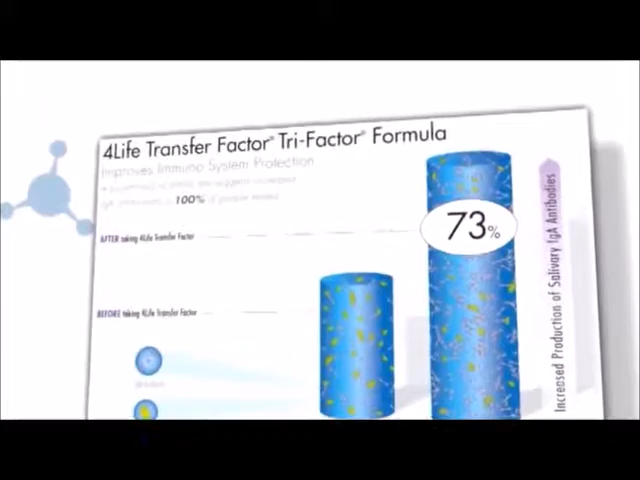 4Life Transfer Factor® Tri-Factor® Formula
Improves Immune System Protection
100%
73%
AFTER taking 4Life Transfer Factor
BEFORE taking 4Life Transfer Factor
Increased Production of Salivary IgA Antibodies